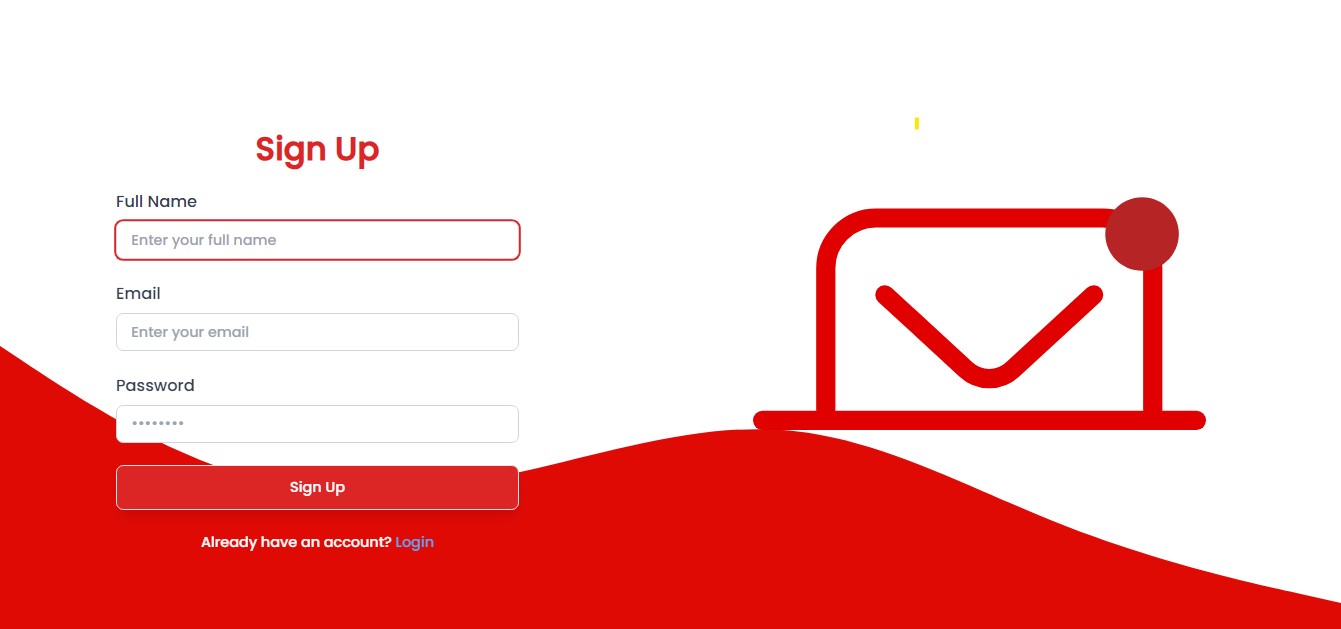 Sign Up
Full Name
Enter your full name
Email
Enter your email
Password
••••••••
Sign Up
Already have an account? Login